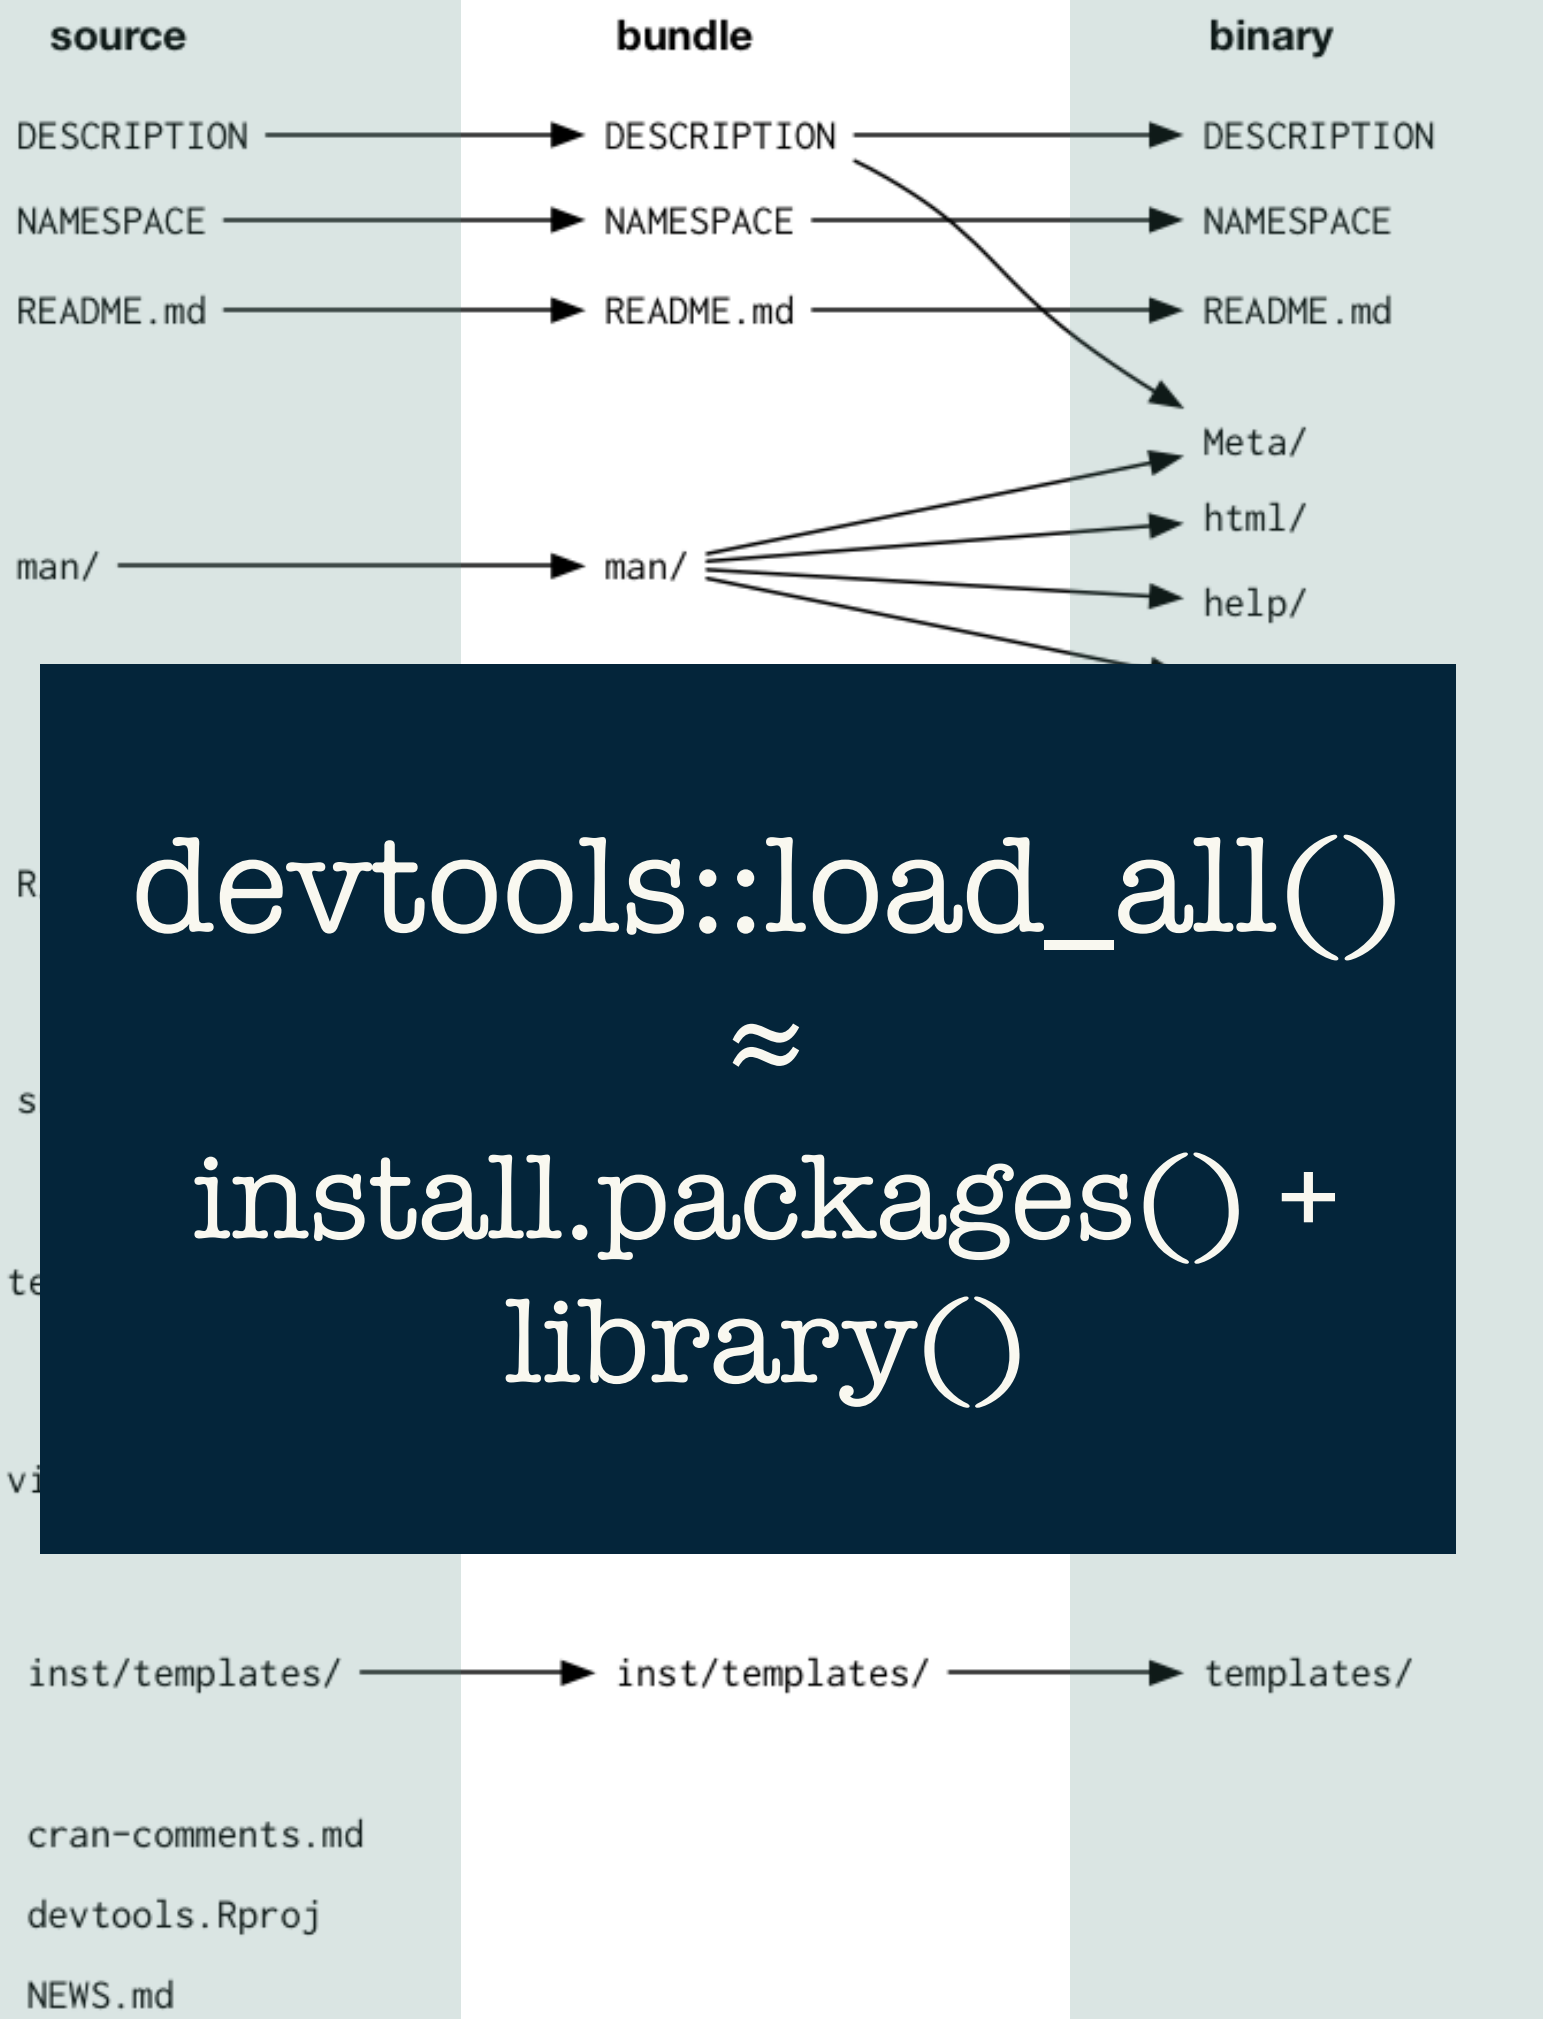 source bundle binary
DESCRIPTION DESCRIPTION DESCRIPTION
NAMESPACE NAMESPACE NAMESPACE
README.md README.md README.md
Meta/
html/
man/ man/
help/
devtools::load_all()
≈
install.packages() +
library()
inst/templates/ inst/templates/ templates/
cran-comments.md
devtools.Rproj
NEWS.md